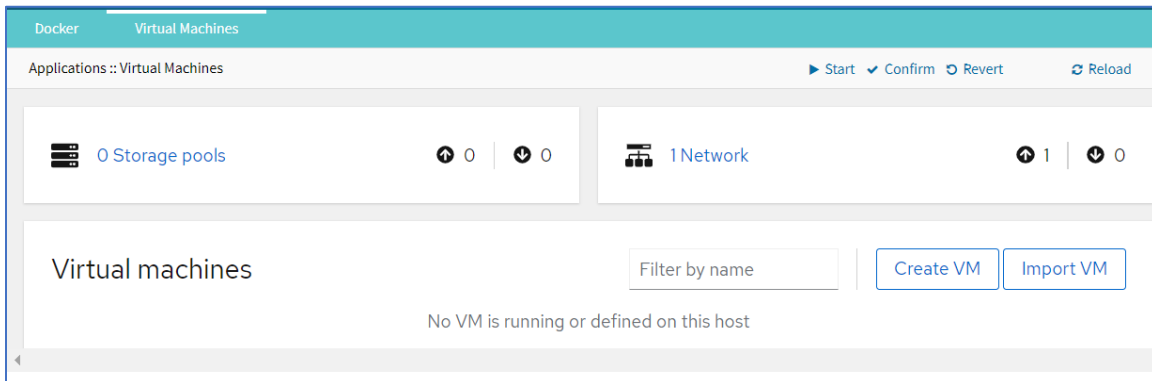 Docker Virtual Machines
Applications :: Virtual Machines Start Confirm Revert Reload
0 Storage pools 0 0 1 Network 1 0
Virtual machines Filter by name Create VM Import VM
No VM is running or defined on this host